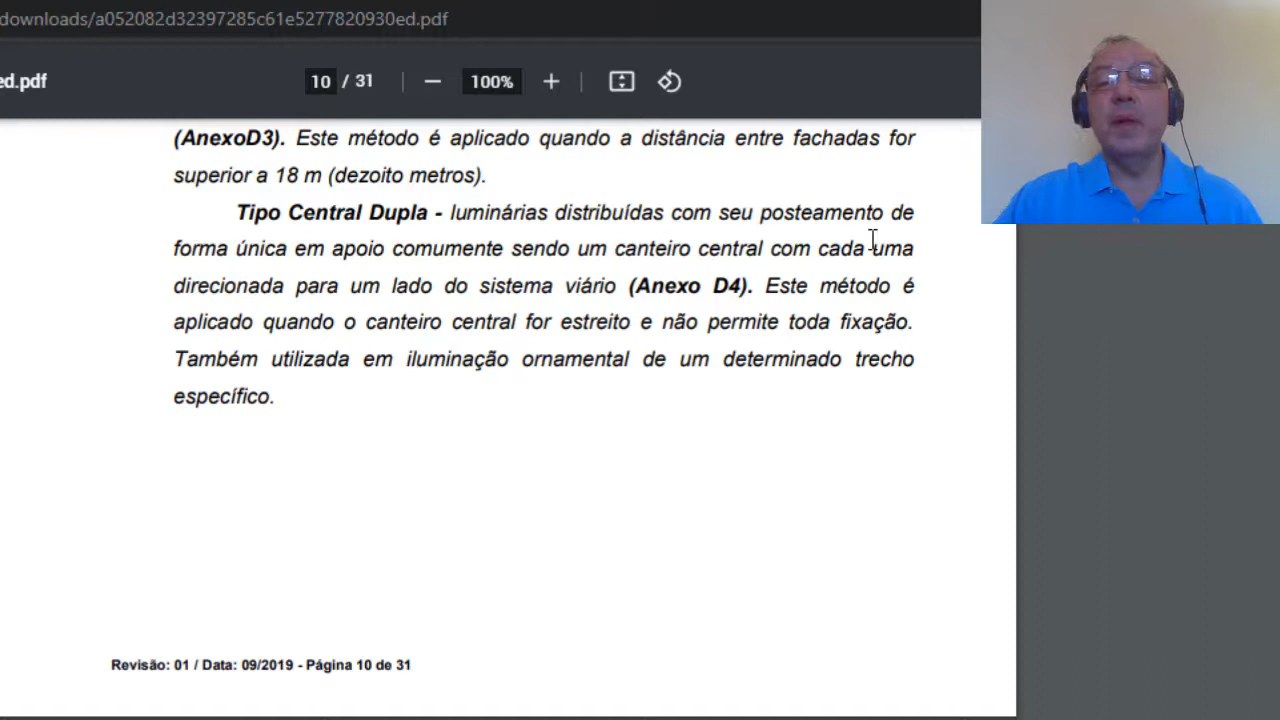 downloads/a052082d32397285c61e5277820930ed.pdf
ed.pdf
10 / 31
100%
(AnexoD3). Este método é aplicado quando a distância entre fachadas for
superior a 18 m (dezoito metros).
Tipo Central Dupla - luminárias distribuídas com seu posteamento de
forma única em apoio comumente sendo um canteiro central com cada uma
direcionada para um lado do sistema viário (Anexo D4). Este método é
aplicado quando o canteiro central for estreito e não permite toda fixação.
Também utilizada em iluminação ornamental de um determinado trecho
específico.
Revisão: 01 / Data: 09/2019 - Página 10 de 31